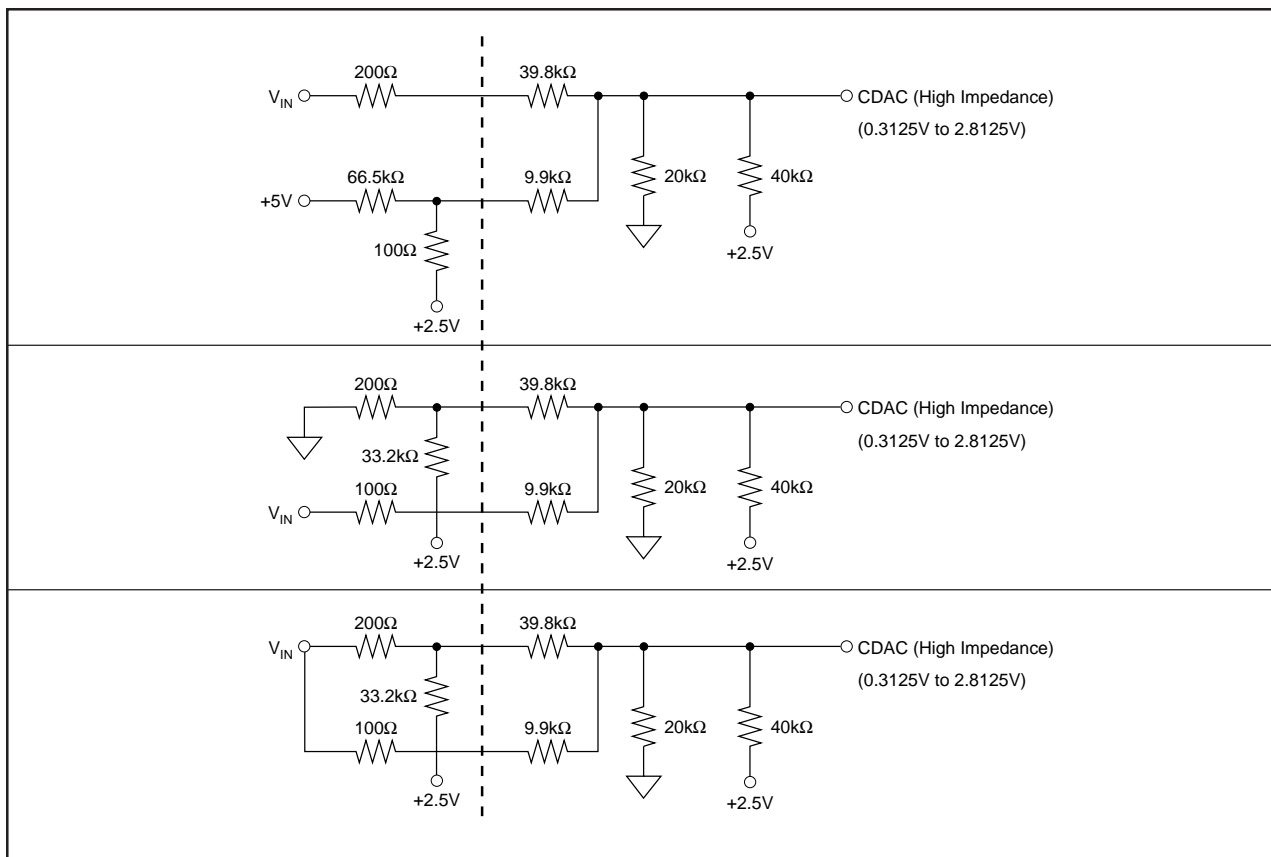 200Ω 39.8kΩ
V_IN CDAC (High Impedance)
(0.3125V to 2.8125V)
66.5kΩ 9.9kΩ
20kΩ 40kΩ
+5V
100Ω
+2.5V
+2.5V
200Ω 39.8kΩ
CDAC (High Impedance)
(0.3125V to 2.8125V)
33.2kΩ
100Ω 9.9kΩ 20kΩ 40kΩ
V_IN
+2.5V +2.5V
200Ω 39.8kΩ
V_IN CDAC (High Impedance)
(0.3125V to 2.8125V)
33.2kΩ
100Ω 9.9kΩ 20kΩ 40kΩ
+2.5V +2.5V